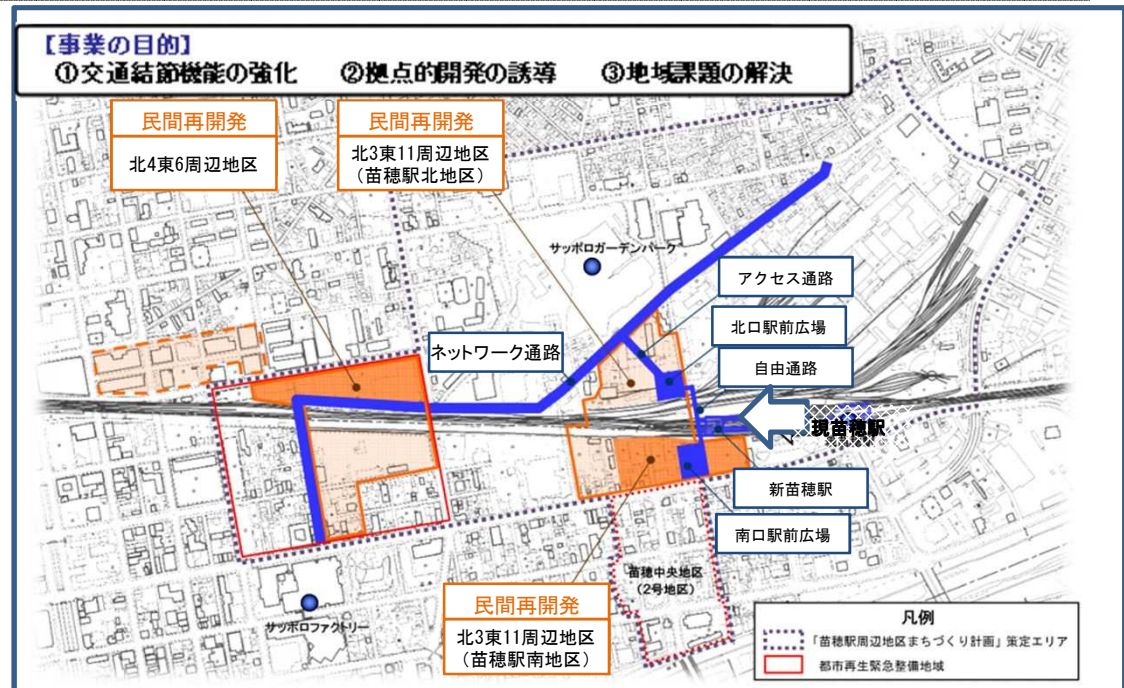 【事業の目的】
①交通結節機能の強化 ②拠点的開発の誘導 ③地域課題の解決
民間再開発
北4東6周辺地区
民間再開発
北3東11周辺地区
（苗穂駅北地区）
サッポロガーデンパーク
アクセス通路
北口駅前広場
ネットワーク通路
自由通路
現苗穂駅
新苗穂駅
南口駅前広場
苗穂中央地区
（2号地区）
サッポロファクトリー
民間再開発
北3東11周辺地区
（苗穂駅南地区）
凡例
「苗穂駅周辺地区まちづくり計画」策定エリア
都市再生緊急整備地域